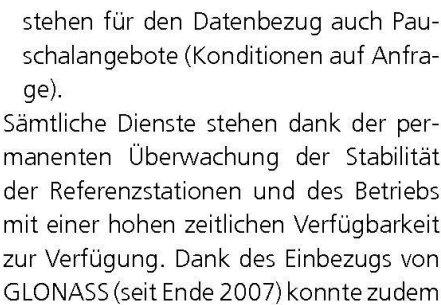 stehen für den Datenbezug auch Pau-
schalangebote (Konditionen auf Anfra-
ge).
Sämtliche Dienste stehen dank der per-
manenten Überwachung der Stabilität
der Referenzstationen und des Betriebs
mit einer hohen zeitlichen Verfügbarkeit
zur Verfügung. Dank des Einbezugs von
GLONASS (seit Ende 2007) konnte zudem